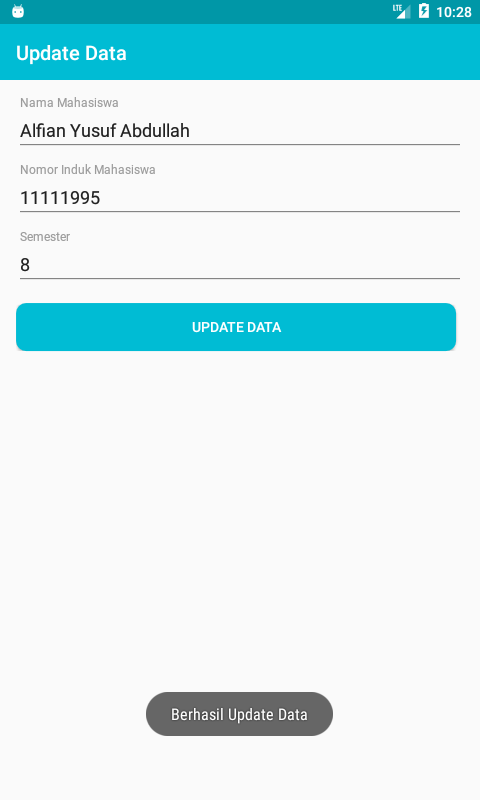 LTE 10:28
Update Data
Nama Mahasiswa
Alfian Yusuf Abdullah
Nomor Induk Mahasiswa
11111995
Semester
8
UPDATE DATA
Berhasil Update Data